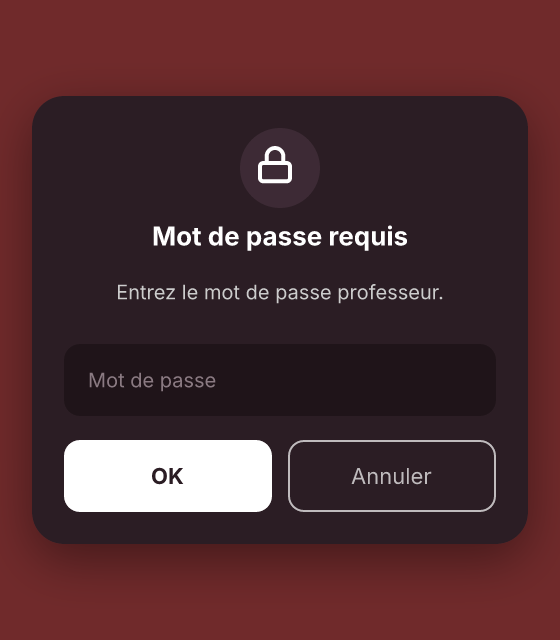 Mot de passe requis
Entrez le mot de passe professeur.
Mot de passe
OK
Annuler